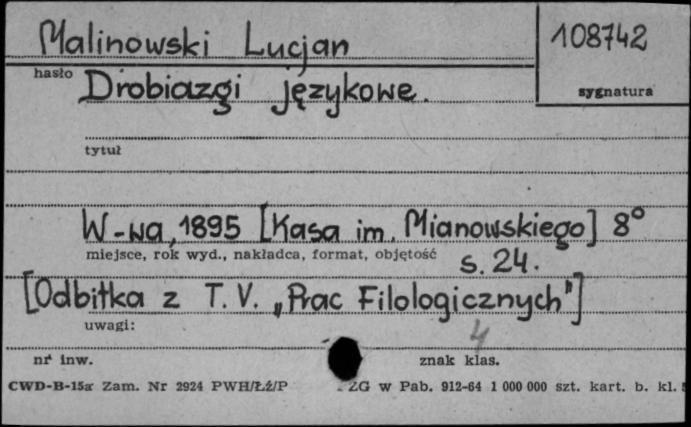 Malinowski Lucjan 108742
hasło
Drobiazgi językowe. sygnatura
tytuł
W-wa, 1895 [Kasa im. Mianowskiego] 8°
miejsce, rok wyd., nakładca, format, objętość s. 24.
[Odbitka z T. V. „Prac Filologicznych"]
uwagi: 4
nr inw. znak klas.
CWD-B-15a Zam. Nr 2924 PWH/Łź/P ZG w Pab. 912-64 1 000 000 szt. kart. b. kl.